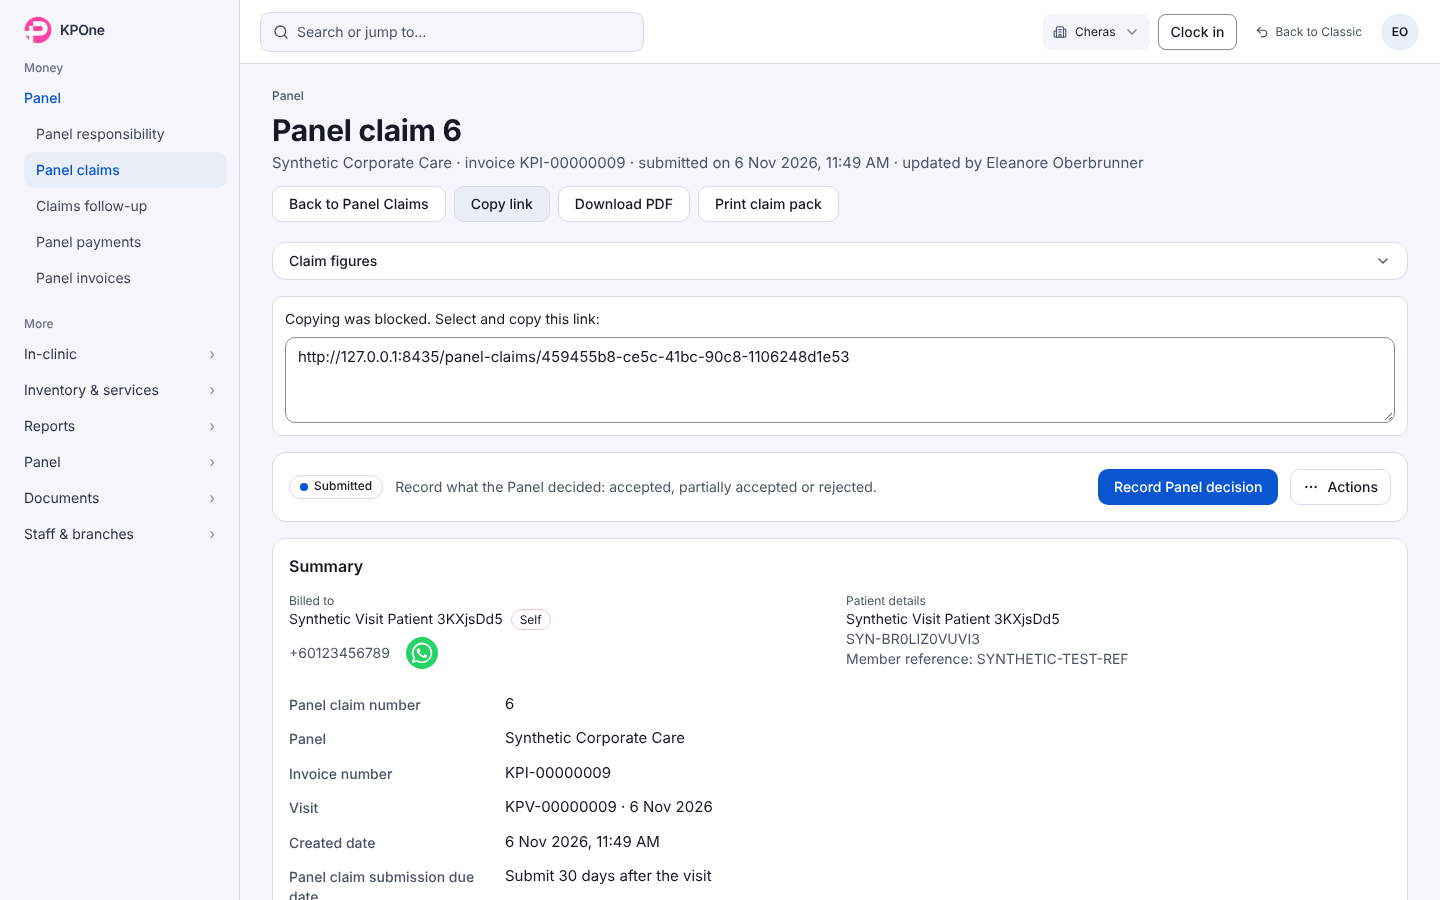 KPOne
Search or jump to...
Cheras
Clock in
Back to Classic
EO
Money
Panel
Panel responsibility
Panel claims
Claims follow-up
Panel payments
Panel invoices
More
In-clinic
Inventory & services
Reports
Panel
Documents
Staff & branches
Panel
Panel claim 6
Synthetic Corporate Care · invoice KPI-00000009 · submitted on 6 Nov 2026, 11:49 AM · updated by Eleanore Oberbrunner
Back to Panel Claims
Copy link
Download PDF
Print claim pack
Claim figures
Copying was blocked. Select and copy this link:
http://127.0.0.1:8435/panel-claims/459455b8-ce5c-41bc-90c8-1106248d1e53
Submitted
Record what the Panel decided: accepted, partially accepted or rejected.
Record Panel decision
Actions
Summary
Billed to
Synthetic Visit Patient 3KXjsDd5 Self
+60123456789
Patient details
Synthetic Visit Patient 3KXjsDd5
SYN-BR0LIZ0VUVI3
Member reference: SYNTHETIC-TEST-REF
Panel claim number 6
Panel Synthetic Corporate Care
Invoice number KPI-00000009
Visit KPV-00000009 · 6 Nov 2026
Created date 6 Nov 2026, 11:49 AM
Panel claim submission due date Submit 30 days after the visit